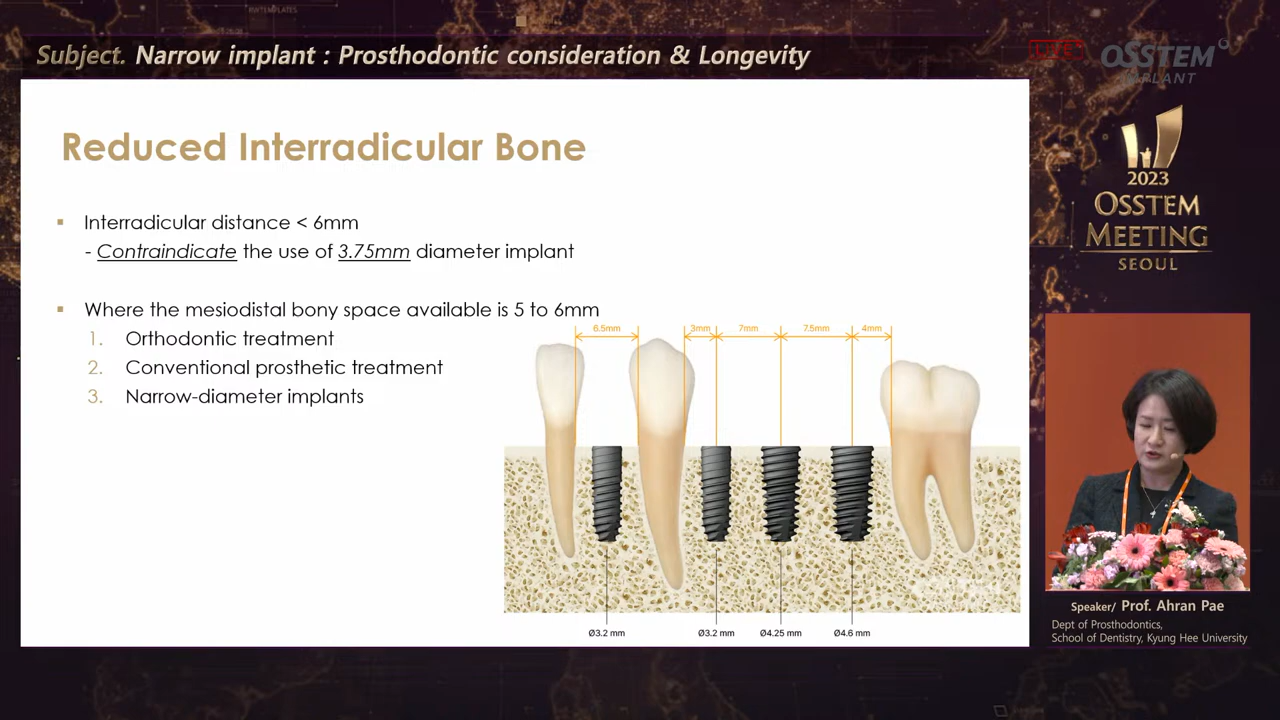 Subject. Narrow implant : Prosthodontic consideration & Longevity
LIVE
OSSTEM
IMPLANT
2023
OSSTEM
MEETING
SEOUL
Reduced Interradicular Bone
▪ Interradicular distance < 6mm
- Contraindicate the use of 3.75mm diameter implant
▪ Where the mesiodistal bony space available is 5 to 6mm
1. Orthodontic treatment
2. Conventional prosthetic treatment
3. Narrow-diameter implants
6.5mm 3mm 7mm 7.5mm 4mm
Ø3.2 mm Ø3.2 mm Ø4.25 mm Ø4.6 mm
Speaker/ Prof. Ahran Pae
Dept of Prosthodontics,
School of Dentistry, Kyung Hee University